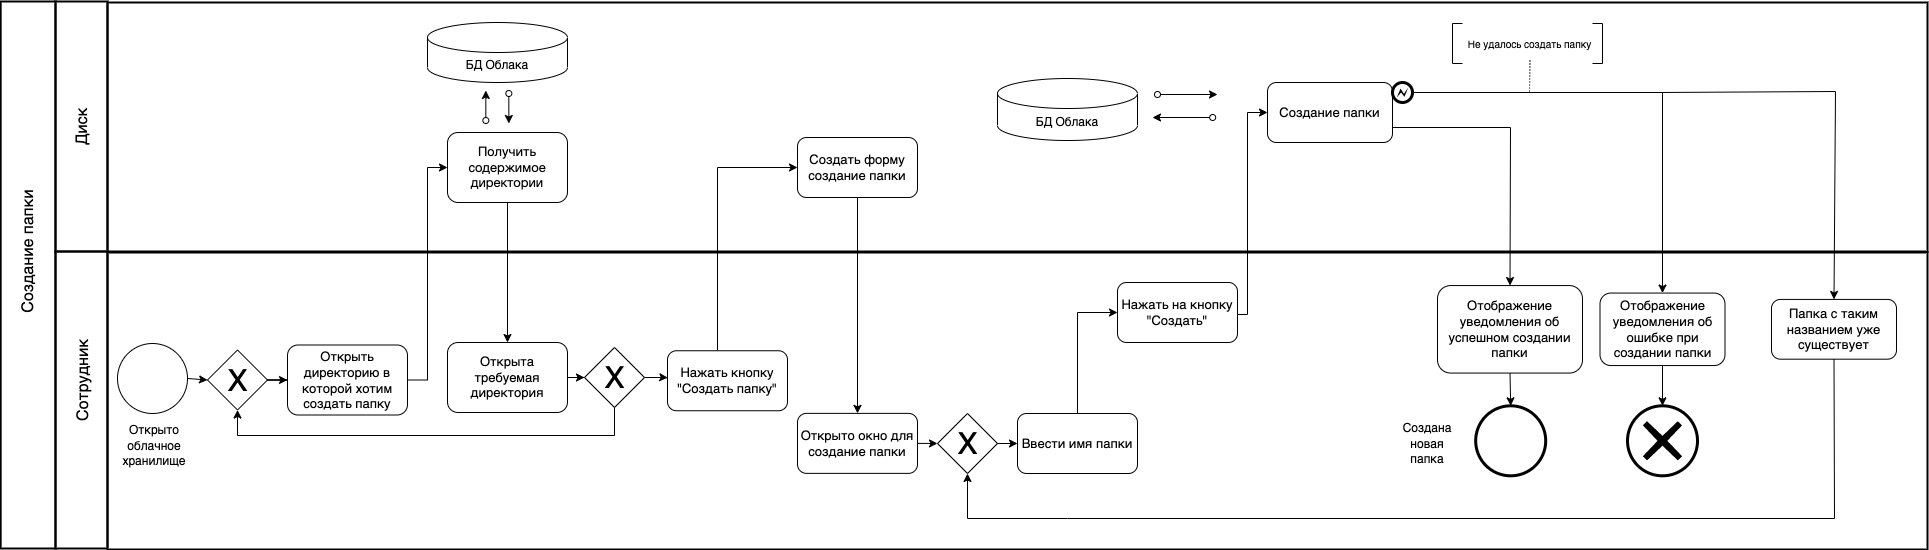 Создание папки
Диск
Сотрудник
БД Облака
Получить
содержимое
директории
Создать форму
создание папки
БД Облака
Создание папки
Не удалось создать папку
Открыто
облачное
хранилище
X
Открыть
директорию в
которой хотим
создать папку
Открыта
требуемая
директория
X
Нажать кнопку
"Создать папку"
Открыто окно для
создание папки
X
Ввести имя папки
Нажать на кнопку
"Создать"
Отображение
уведомления об
успешном создании
папки
Создана
новая
папка
Отображение
уведомления об
ошибке при
создании папки
Папка с таким
названием уже
существует